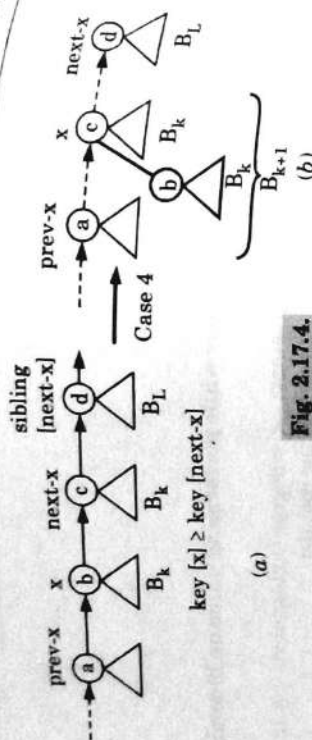 sibling
prev-x x next-x [next-x]
a b c d
B_k B_k B_L
key [x] ≥ key [next-x]
(a)
Case 4
prev-x x next-x
a c d
b
B_k B_L
B_k
B_{k+1}
(b)
Fig. 2.17.4.